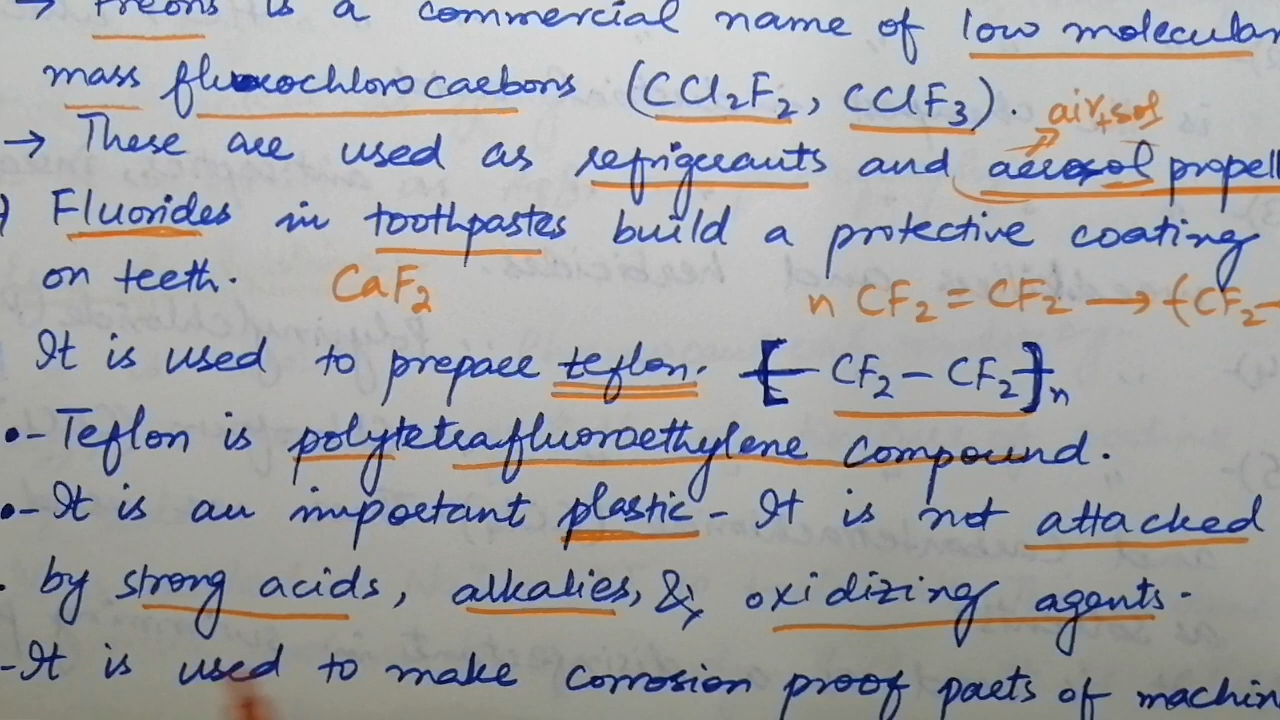 → Freons is a commercial name of low molecular
mass fluorochlorocarbons (CCl₂F₂, CClF₃).
air+sol
→ These are used as refrigerants and aerosol propell
) Fluorides in toothpastes build a protective coating
on teeth. CaF₂
n CF₂ = CF₂ → (CF₂-
It is used to prepare teflon. [- CF₂ - CF₂]n
•- Teflon is polytetrafluoroethylene compound.
•- It is an important plastic - It is not attacked
by strong acids, alkalies, & oxidizing agents.
- It is used to make corrosion proof parts of machin